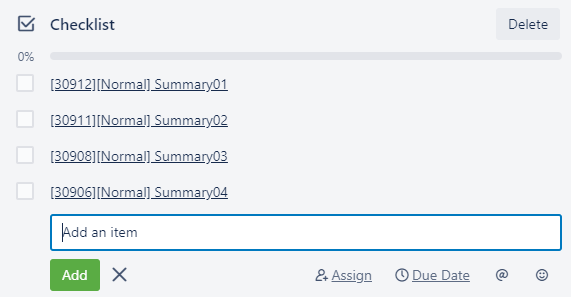 Checklist
Delete
0%
[30912][Normal] Summary01
[30911][Normal] Summary02
[30908][Normal] Summary03
[30906][Normal] Summary04
Add an item
Add Assign Due Date @